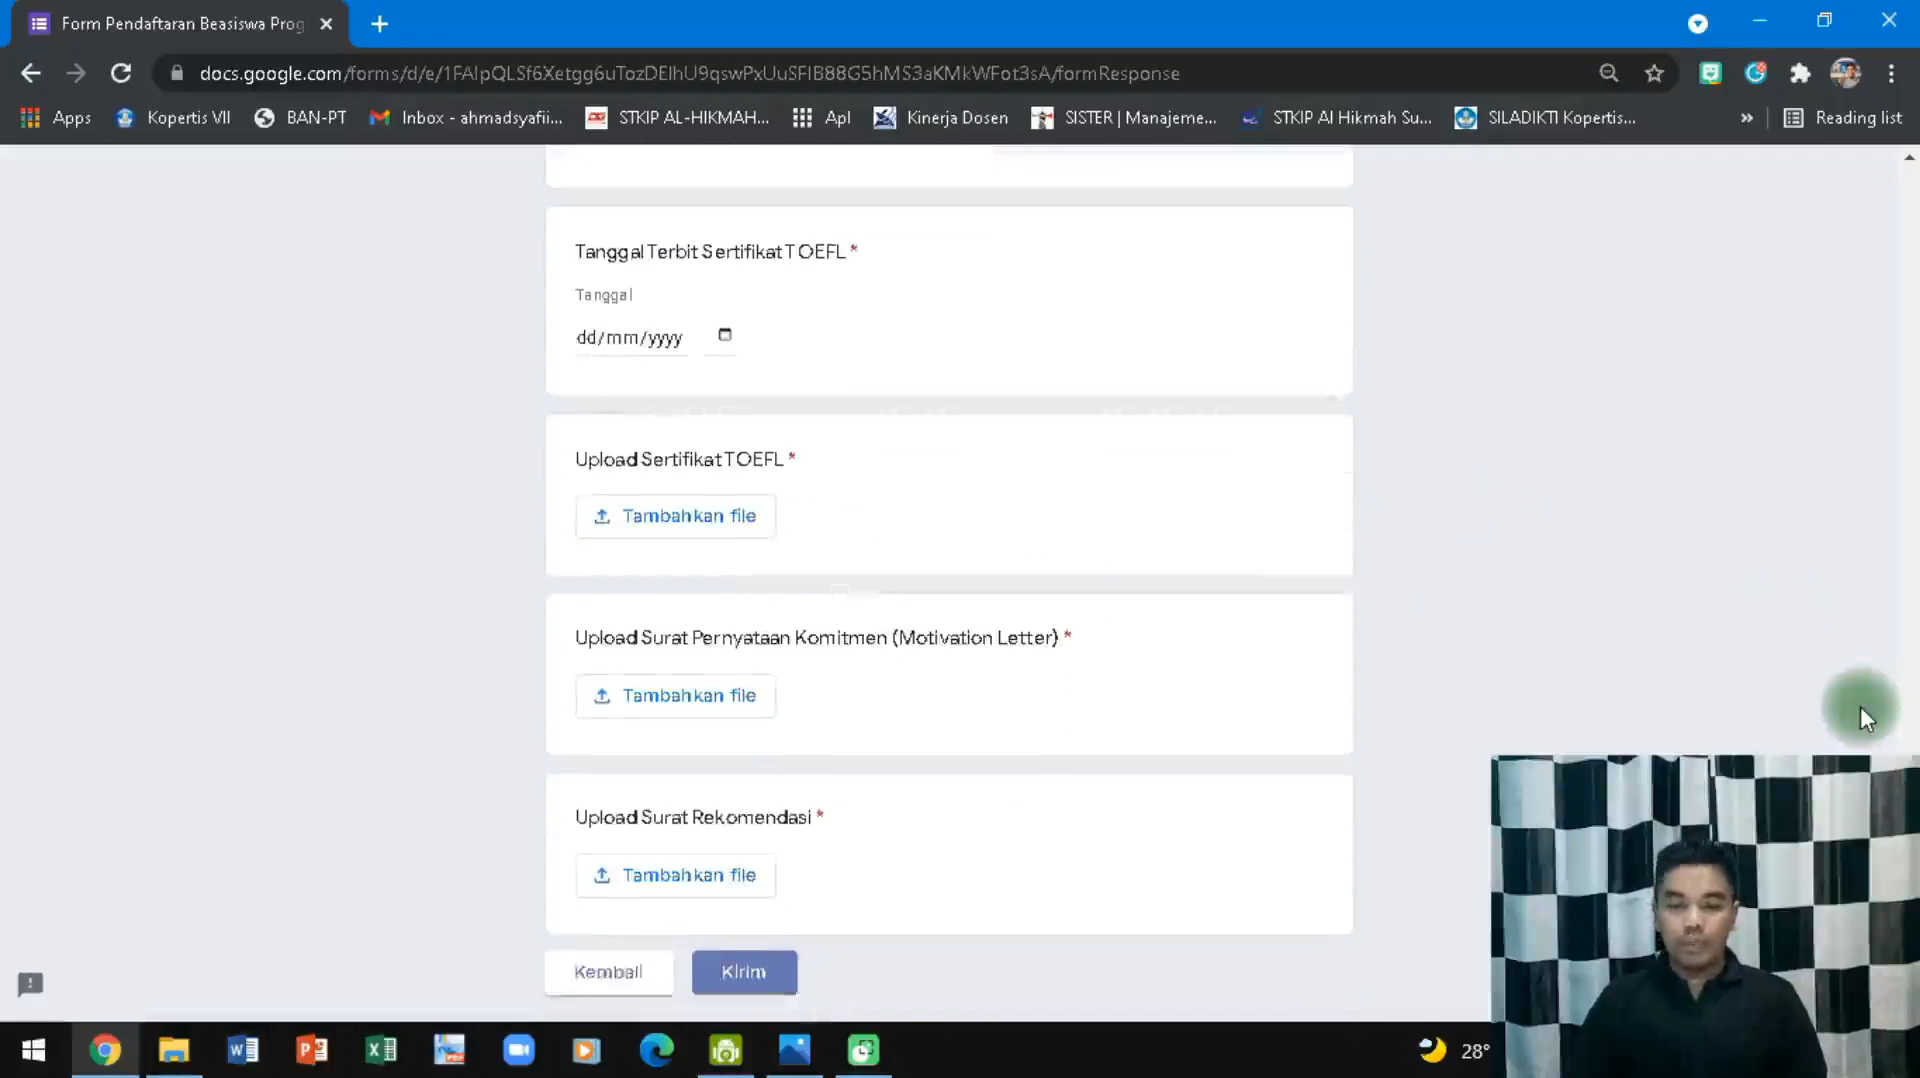 Form Pendaftaran Beasiswa Prog
docs.google.com/forms/d/e/1FAIpQLSf6Xetgg6uTozDElhU9qswPxUuSFlB88G5hMS3aKMkWFot3sA/formResponse
Apps Kopertis VII BAN-PT Inbox - ahmadsyafii... STKIP AL-HIKMAH... Apl Kinerja Dosen SISTER | Manajeme... STKIP Al Hikmah Su... SILADIKTI Kopertis... » Reading list
Tanggal Terbit Sertifikat TOEFL *
Tanggal
dd/mm/yyyy
Upload Sertifikat TOEFL *
Tambahkan file
Upload Surat Pernyataan Komitmen (Motivation Letter) *
Tambahkan file
Upload Surat Rekomendasi *
Tambahkan file
Kembali Kirim
28°